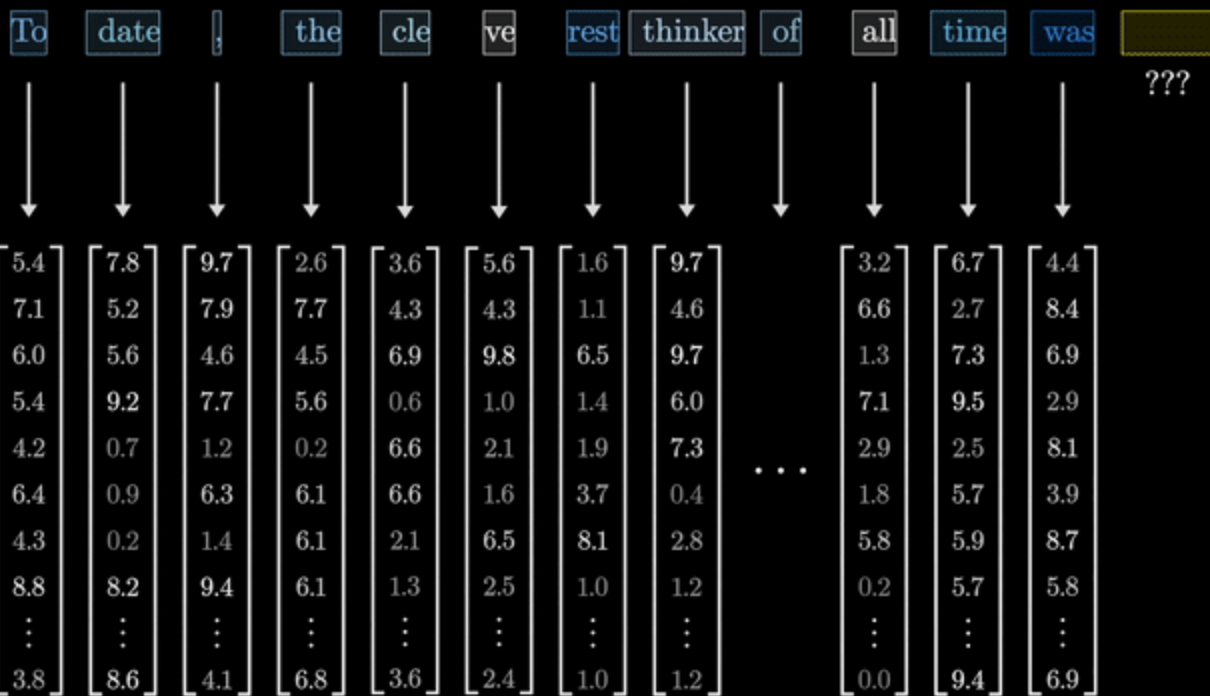 To date , the cle ve rest thinker of all time was
???
5.4 7.8 9.7 2.6 3.6 5.6 1.6 9.7 3.2 6.7 4.4
7.1 5.2 7.9 7.7 4.3 4.3 1.1 4.6 6.6 2.7 8.4
6.0 5.6 4.6 4.5 6.9 9.8 6.5 9.7 1.3 7.3 6.9
5.4 9.2 7.7 5.6 0.6 1.0 1.4 6.0 7.1 9.5 2.9
4.2 0.7 1.2 0.2 6.6 2.1 1.9 7.3 ... 2.9 2.5 8.1
6.4 0.9 6.3 6.1 6.6 1.6 3.7 0.4 1.8 5.7 3.9
4.3 0.2 1.4 6.1 2.1 6.5 8.1 2.8 5.8 5.9 8.7
8.8 8.2 9.4 6.1 1.3 2.5 1.0 1.2 0.2 5.7 5.8
⋮ ⋮ ⋮ ⋮ ⋮ ⋮ ⋮ ⋮ ⋮ ⋮ ⋮
3.8 8.6 4.1 6.8 3.6 2.4 1.0 1.2 0.0 9.4 6.9